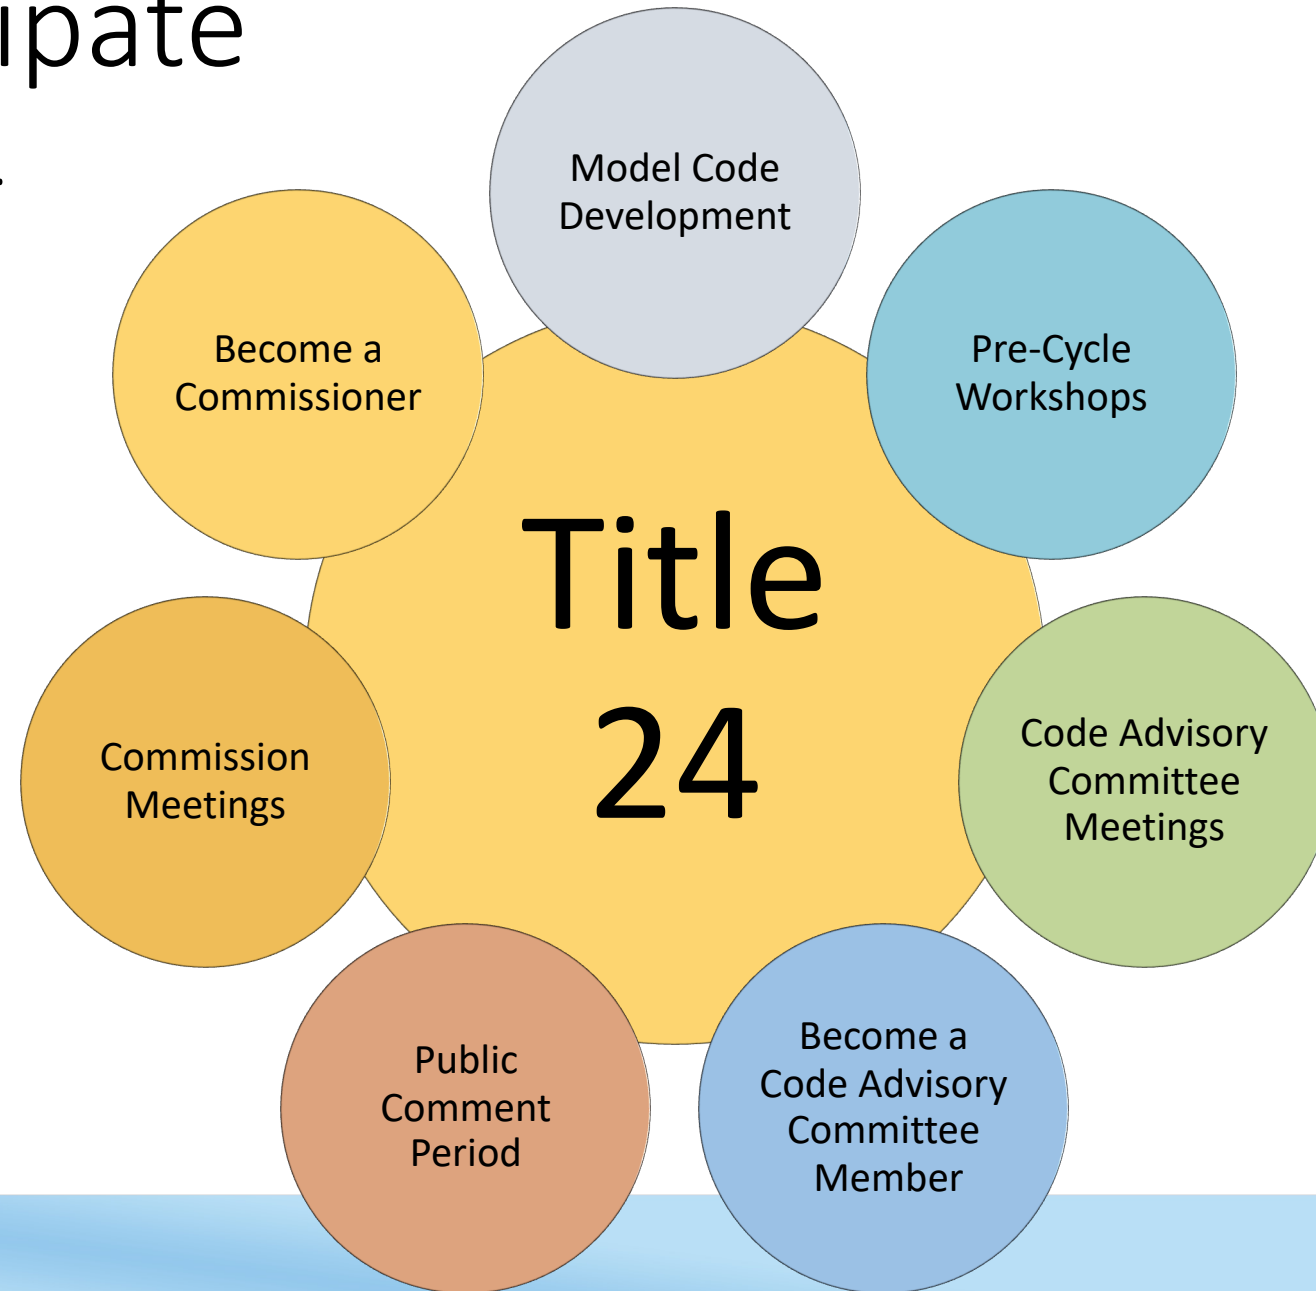 ipate
Model Code
Development
Pre-Cycle
Workshops
Code Advisory
Committee
Meetings
Become a
Code Advisory
Committee
Member
Public
Comment
Period
Commission
Meetings
Become a
Commissioner
Title
24